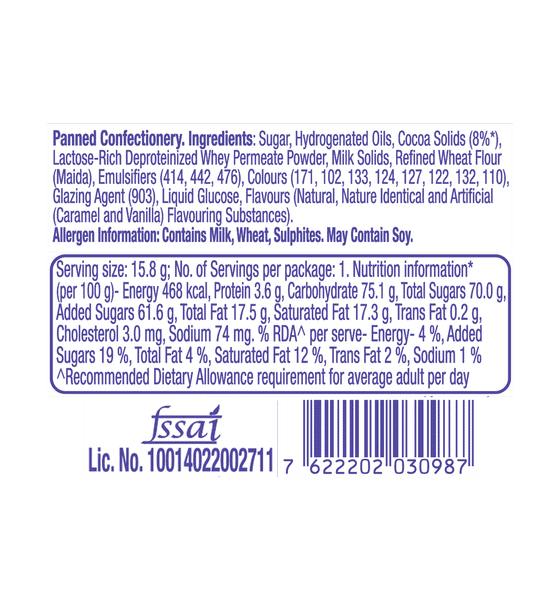 Panned Confectionery. Ingredients: Sugar, Hydrogenated Oils, Cocoa Solids (8%*),
Lactose-Rich Deproteinized Whey Permeate Powder, Milk Solids, Refined Wheat Flour
(Maida), Emulsifiers (414, 442, 476), Colours (171, 102, 133, 124, 127, 122, 132, 110),
Glazing Agent (903), Liquid Glucose, Flavours (Natural, Nature Identical and Artificial
(Caramel and Vanilla) Flavouring Substances).
Allergen Information: Contains Milk, Wheat, Sulphites. May Contain Soy.
Serving size: 15.8 g; No. of Servings per package: 1. Nutrition information*
(per 100 g)- Energy 468 kcal, Protein 3.6 g, Carbohydrate 75.1 g, Total Sugars 70.0 g,
Added Sugars 61.6 g, Total Fat 17.5 g, Saturated Fat 17.3 g, Trans Fat 0.2 g,
Cholesterol 3.0 mg, Sodium 74 mg. % RDA^ per serve- Energy- 4 %, Added
Sugars 19 %, Total Fat 4 %, Saturated Fat 12 %, Trans Fat 2 %, Sodium 1 %
^Recommended Dietary Allowance requirement for average adult per day
fssai
Lic. No. 10014022002711
7 622202 030987